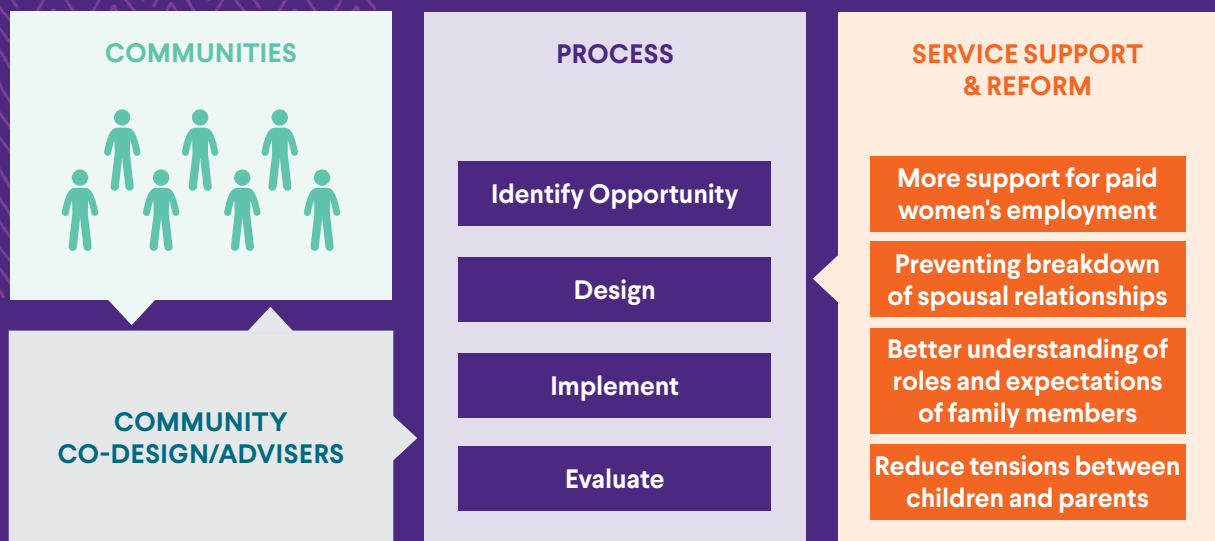 COMMUNITIES
COMMUNITY
CO-DESIGN/ADVISERS
PROCESS
Identify Opportunity
Design
Implement
Evaluate
SERVICE SUPPORT
& REFORM
More support for paid
women's employment
Preventing breakdown
of spousal relationships
Better understanding of
roles and expectations
of family members
Reduce tensions between
children and parents